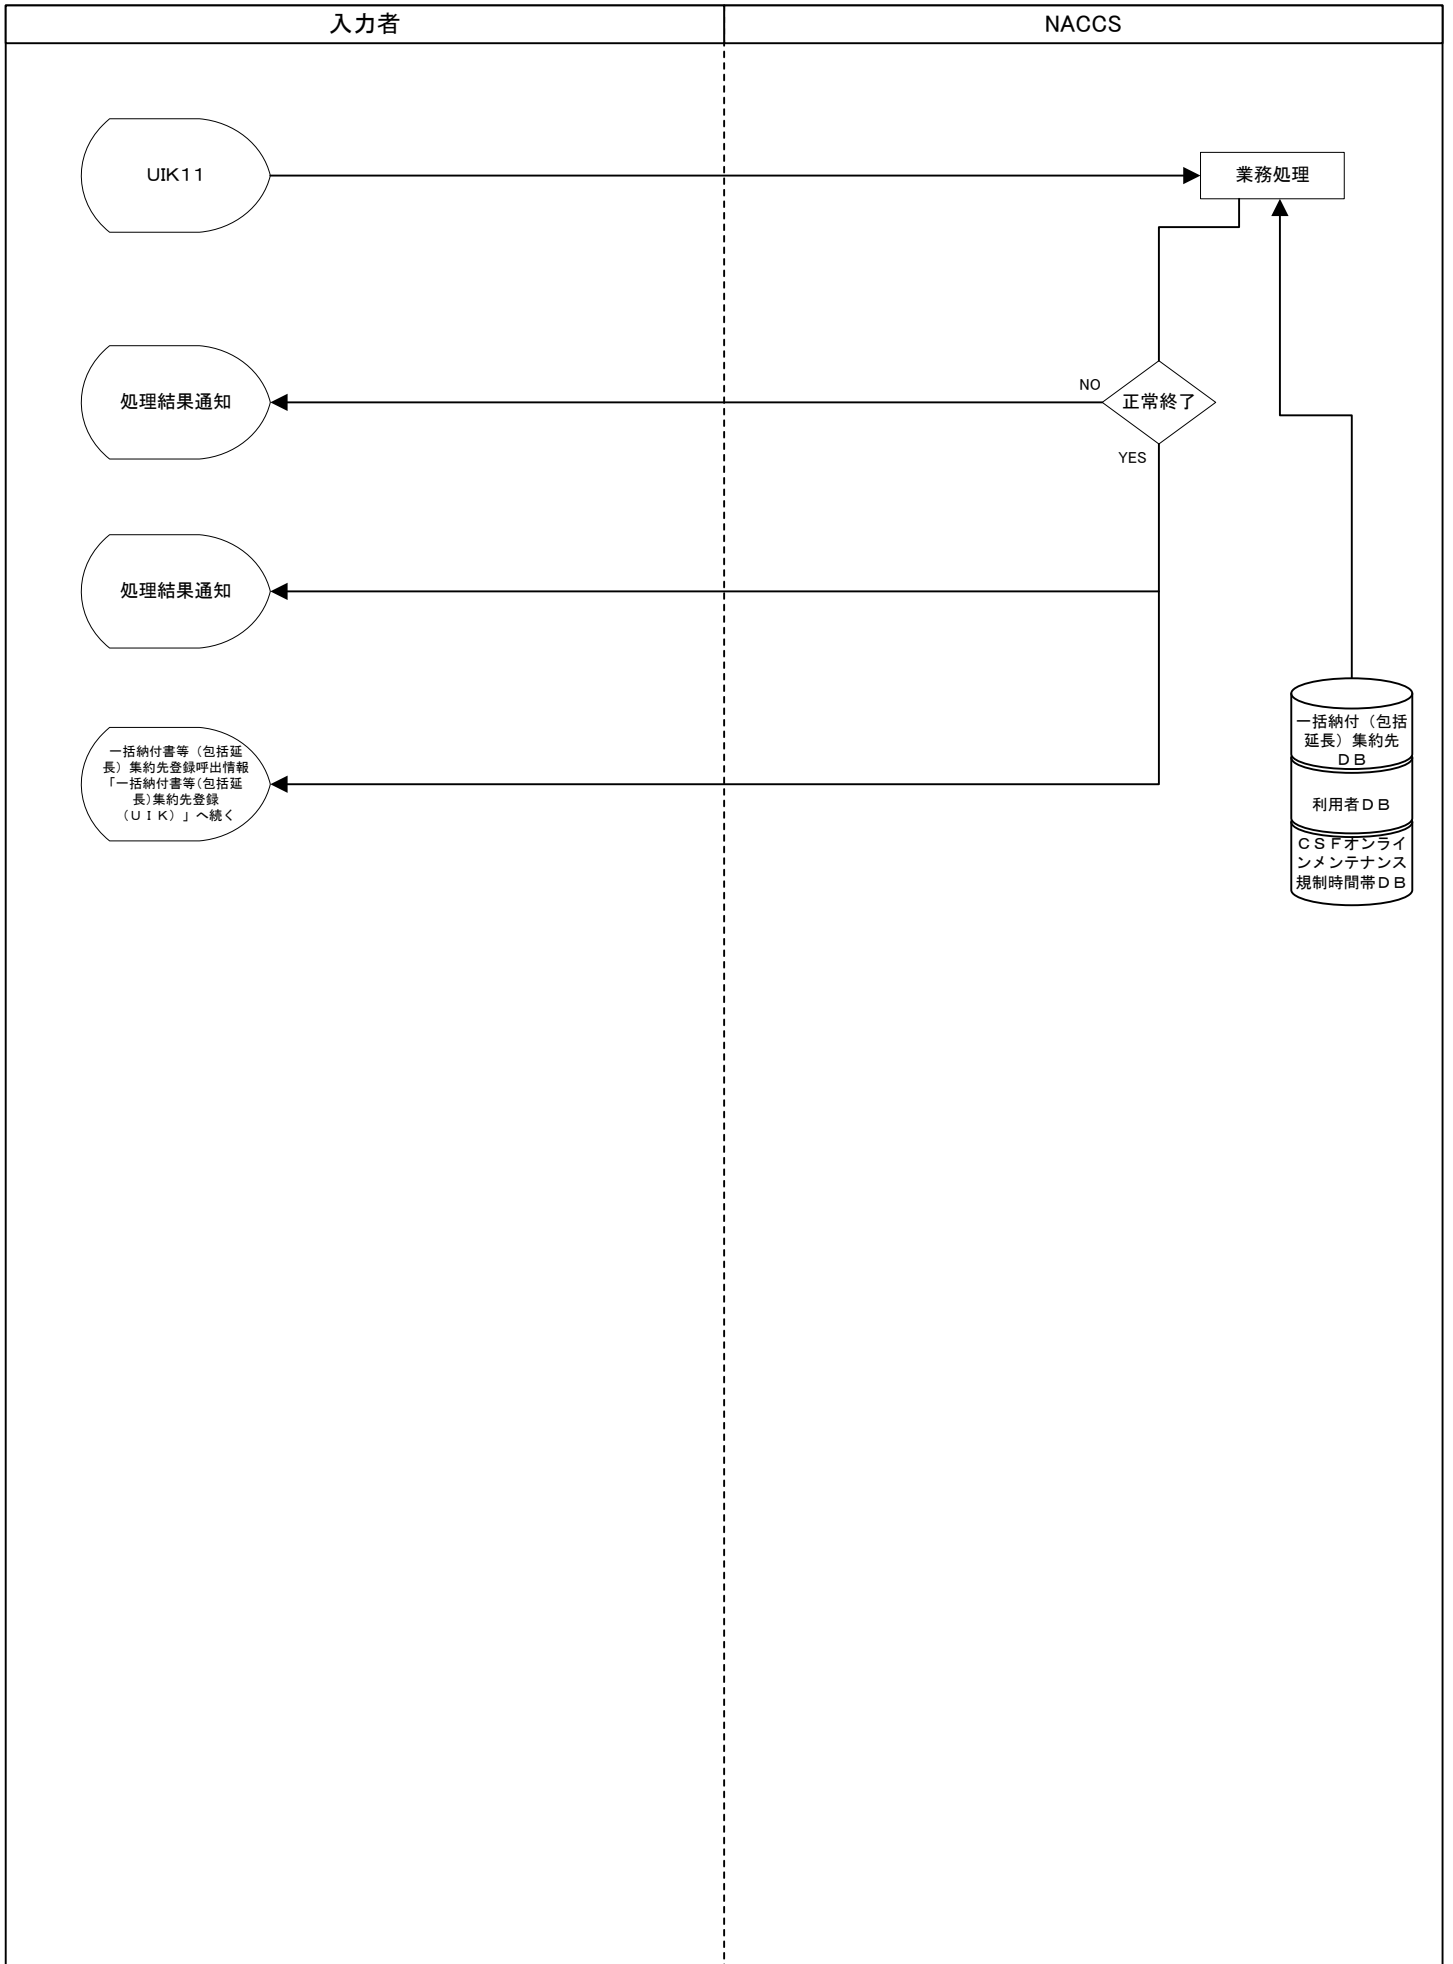 入力者
NACCS
UIK11
業務処理
処理結果通知
NO
正常終了
YES
処理結果通知
一括納付書等（包括延
長）集約先登録呼出情報
「一括納付書等（包括延
長）集約先登録
（ＵＩＫ）」へ続く
一括納付（包括
延長）集約先
ＤＢ
利用者ＤＢ
ＣＳＦオンライ
ンメンテナンス
規制時間帯ＤＢ